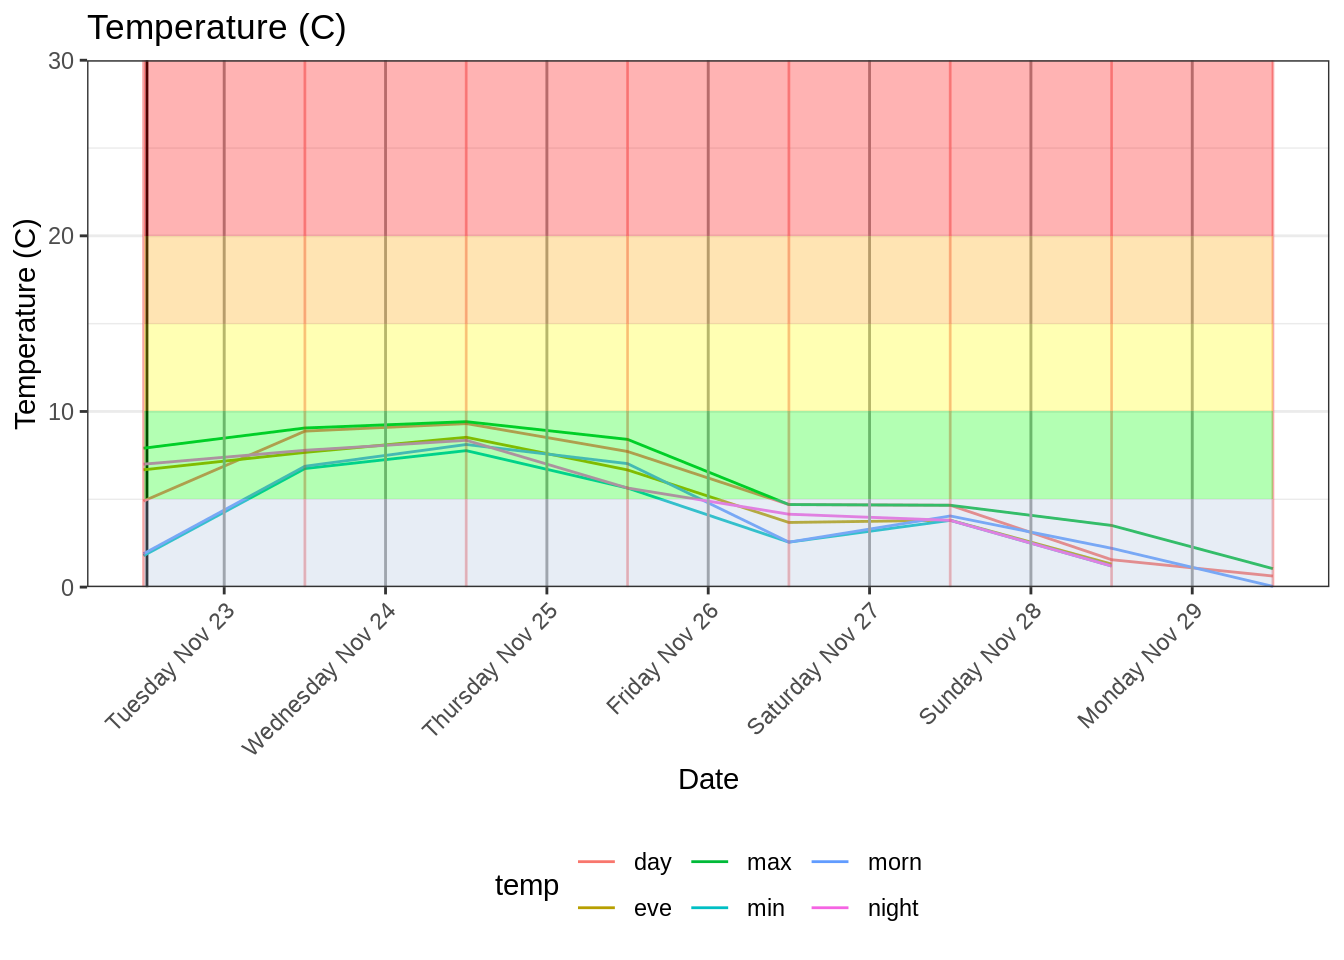 Temperature (C)
30
20
10
0
Temperature (C)
Tuesday Nov 23
Wednesday Nov 24
Thursday Nov 25
Friday Nov 26
Saturday Nov 27
Sunday Nov 28
Monday Nov 29
Date
temp
day
max
morn
eve
min
night